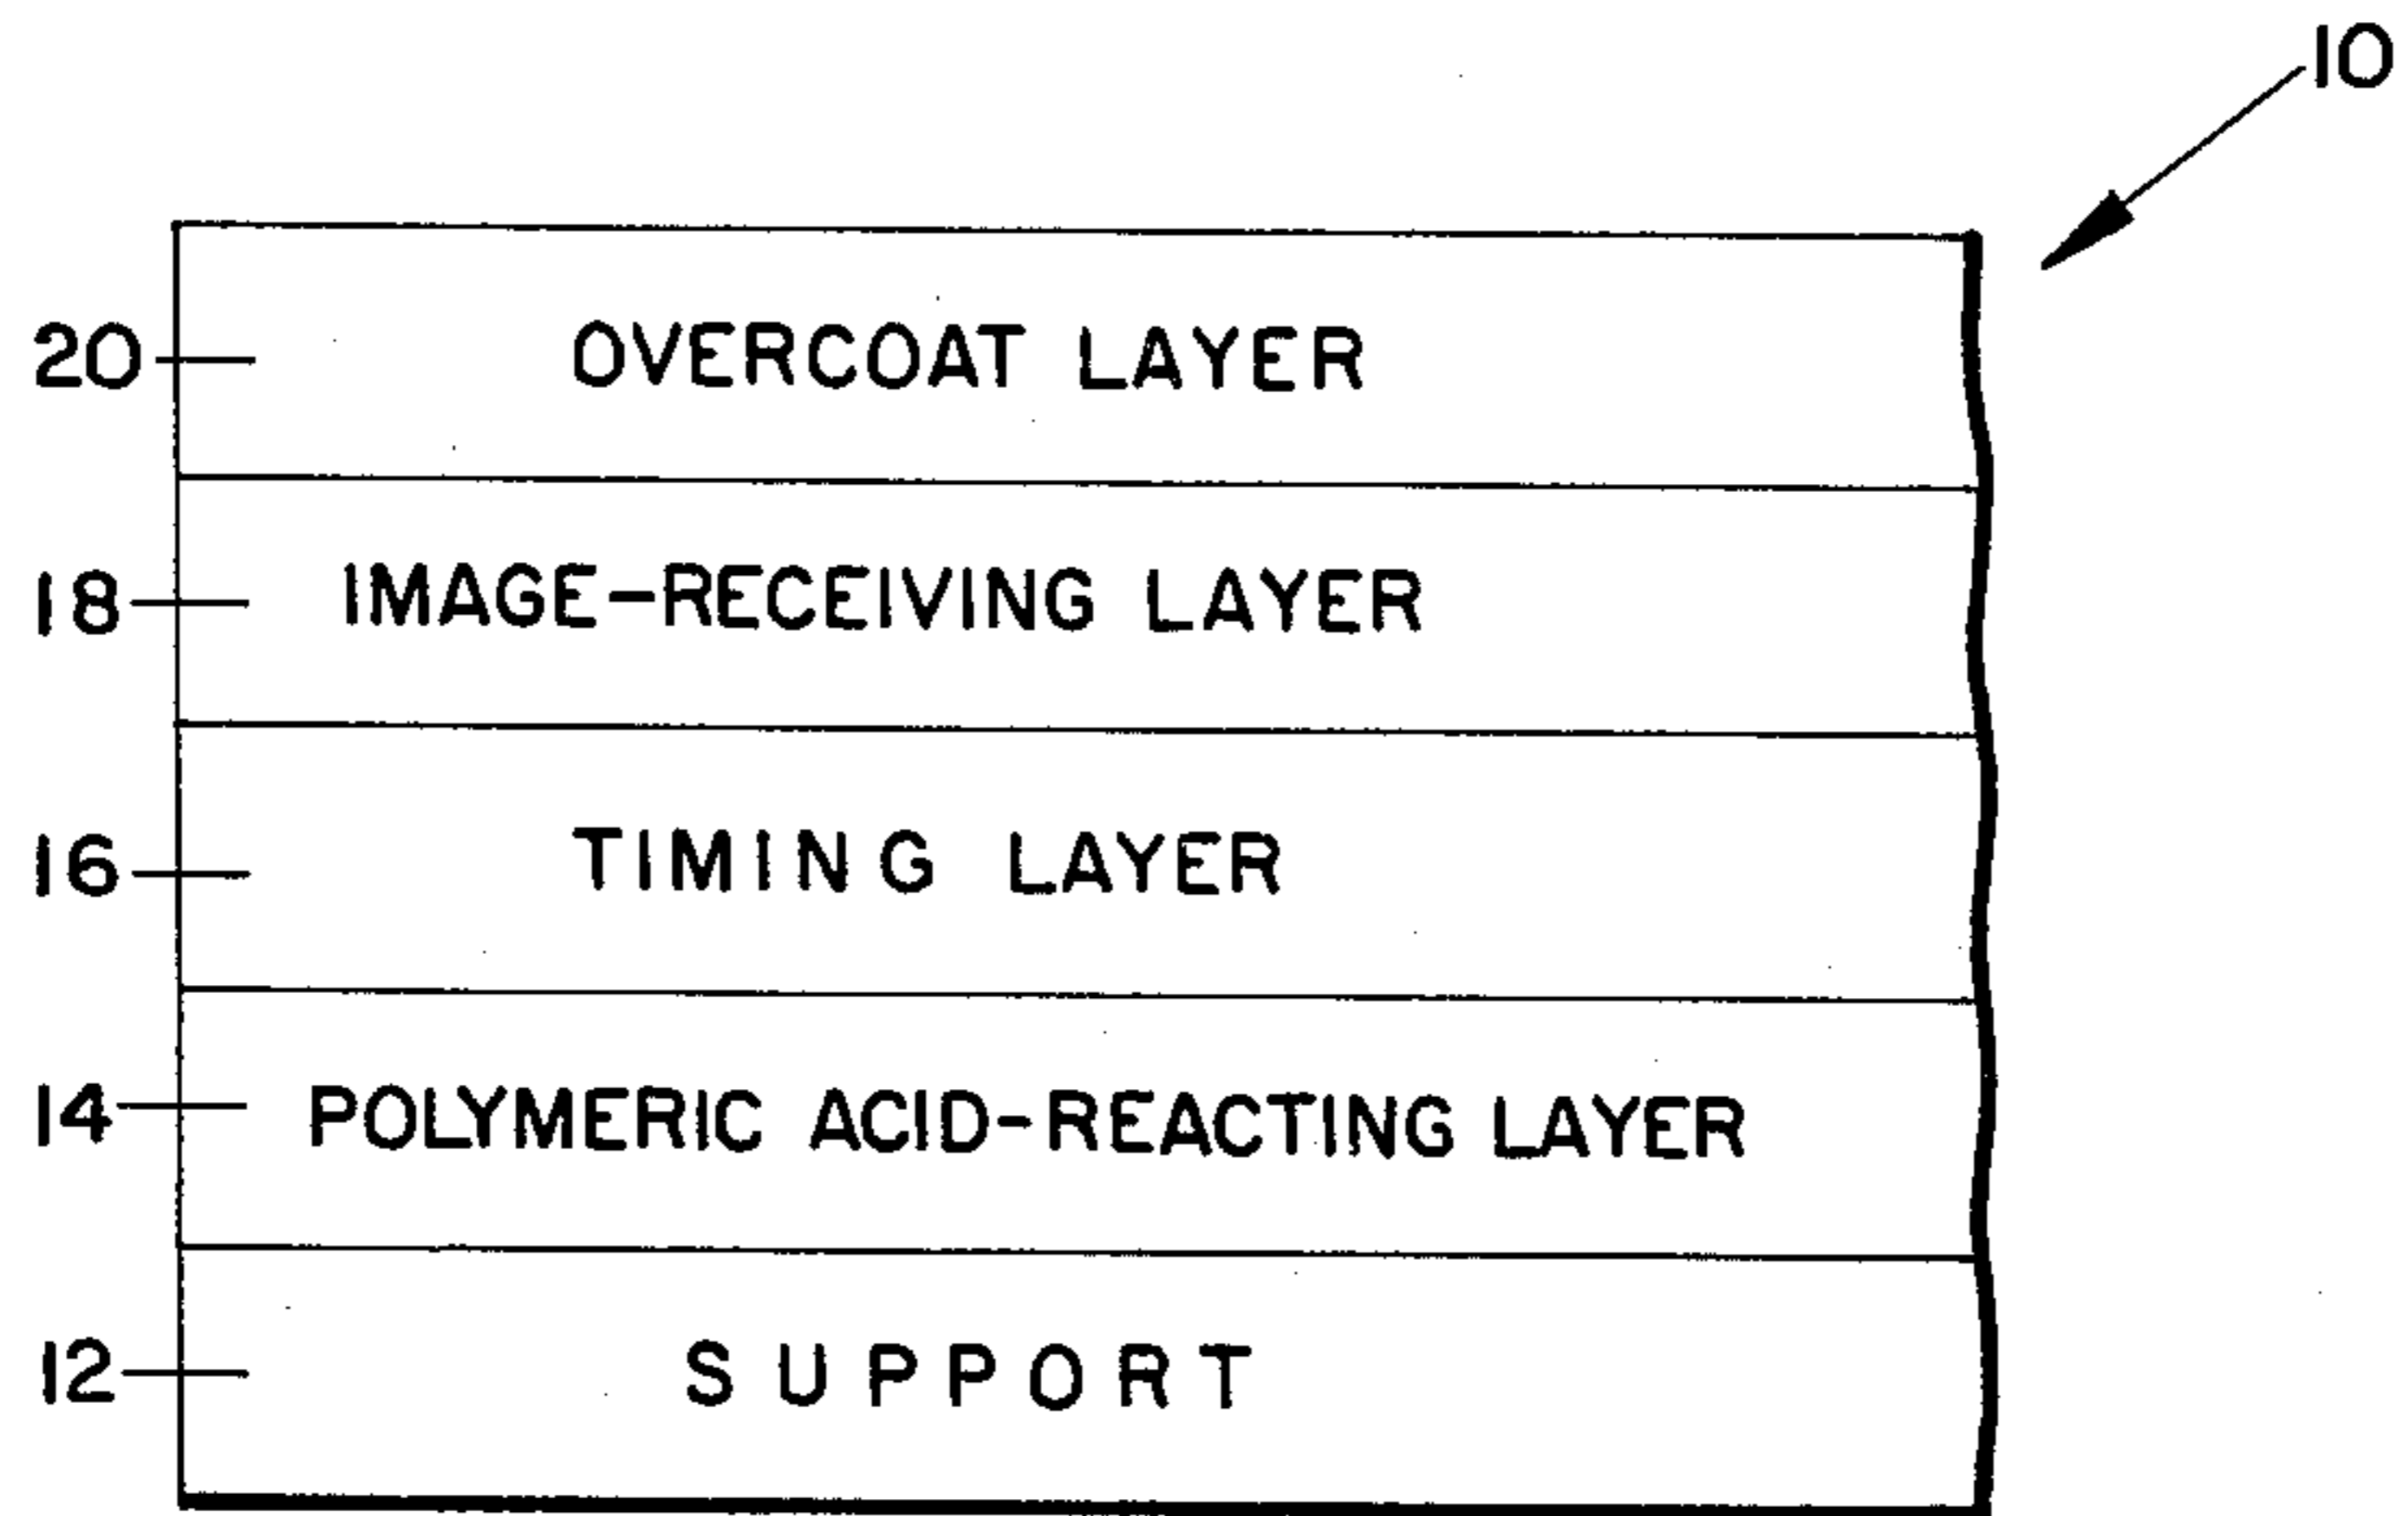 10
20 OVERCOAT LAYER
18 IMAGE-RECEIVING LAYER
16 TIMING LAYER
14 POLYMERIC ACID-REACTING LAYER
12 SUPPORT